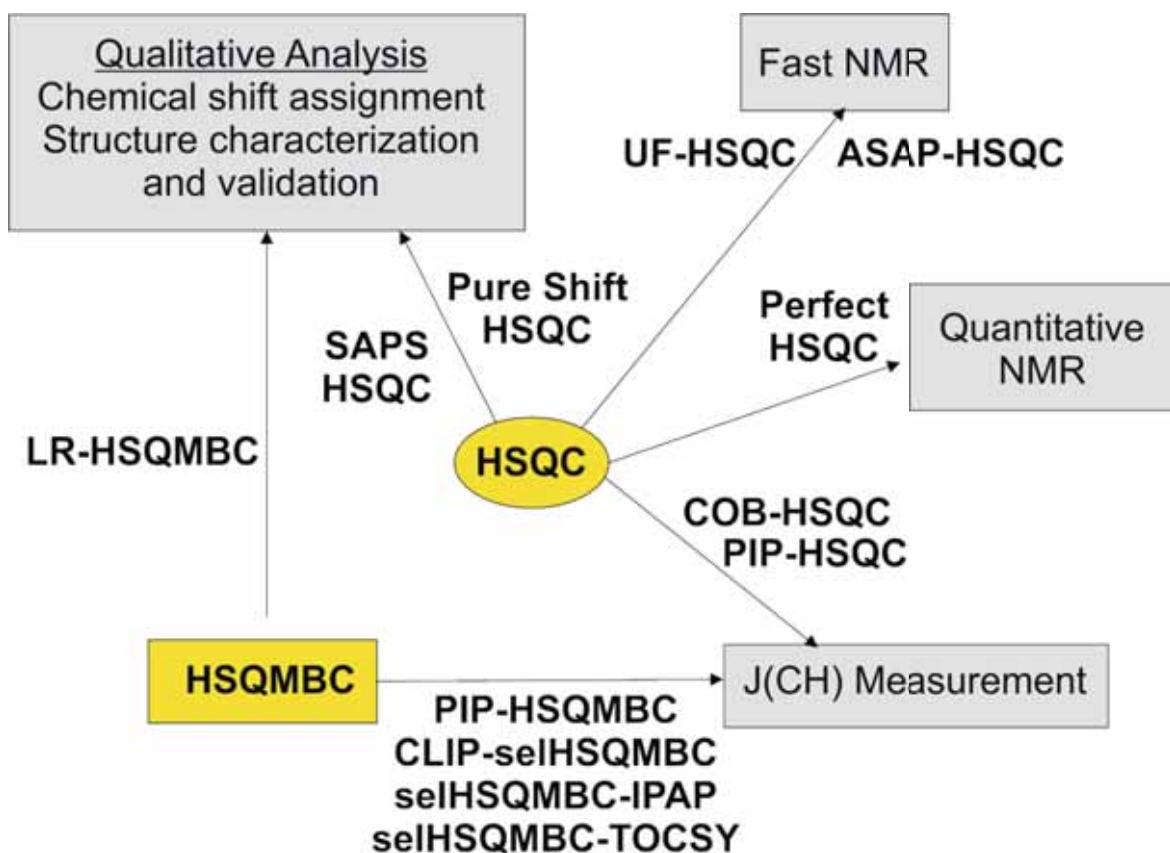 Qualitative Analysis
Chemical shift assignment
Structure characterization
and validation
Fast NMR
UF-HSQC
ASAP-HSQC
Pure Shift
HSQC
SAPS
HSQC
Perfect
HSQC
Quantitative
NMR
LR-HSQMBC
HSQC
COB-HSQC
PIP-HSQC
HSQMBC
J(CH) Measurement
PIP-HSQMBC
CLIP-selHSQMBC
selHSQMBC-IPAP
selHSQMBC-TOCSY